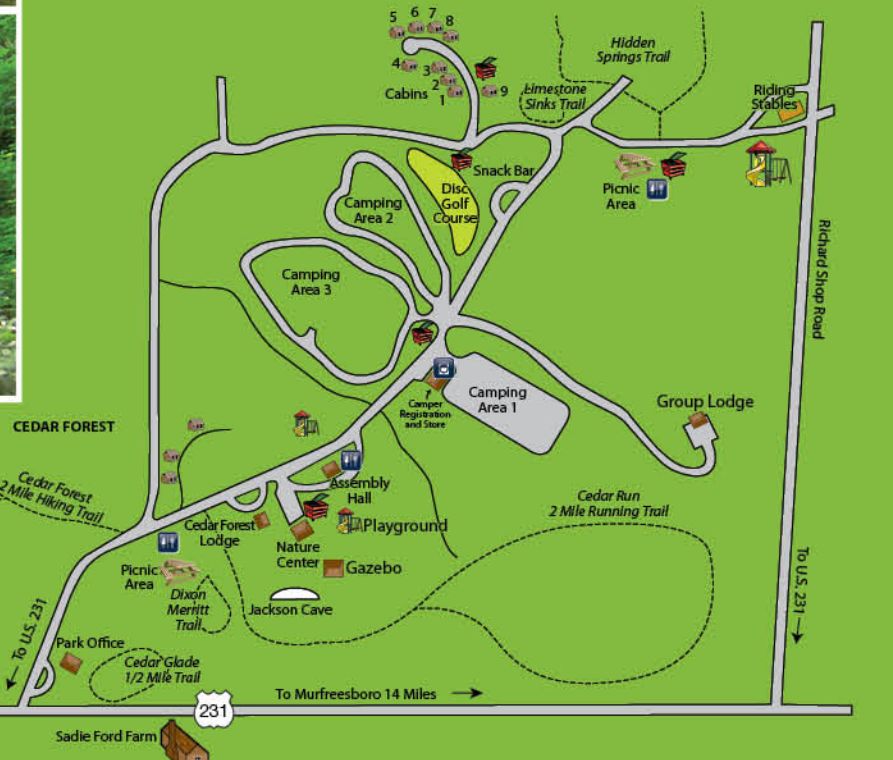 5
6
7
8
4
3
2
1
9
Cabins
Hidden
Springs Trail
Limestone
Sinks Trail
Riding
Stables
Snack Bar
Picnic
Area
Disc
Golf
Course
Camping
Area 2
Camping
Area 3
Richard Shop Road
Camper
Registration
and Store
Camping
Area 1
Group Lodge
CEDAR FOREST
Cedar Forest
2 Mile Hiking Trail
Assembly
Hall
Cedar Run
2 Mile Running Trail
Cedar Forest
Lodge
Playground
Nature
Center
Gazebo
Picnic
Area
Dixon
Merritt
Trail
Jackson Cave
To U.S. 231
To U.S. 231
Park Office
Cedar Glade
1/2 Mile Trail
To Murfreesboro 14 Miles
231
Sadie Ford Farm